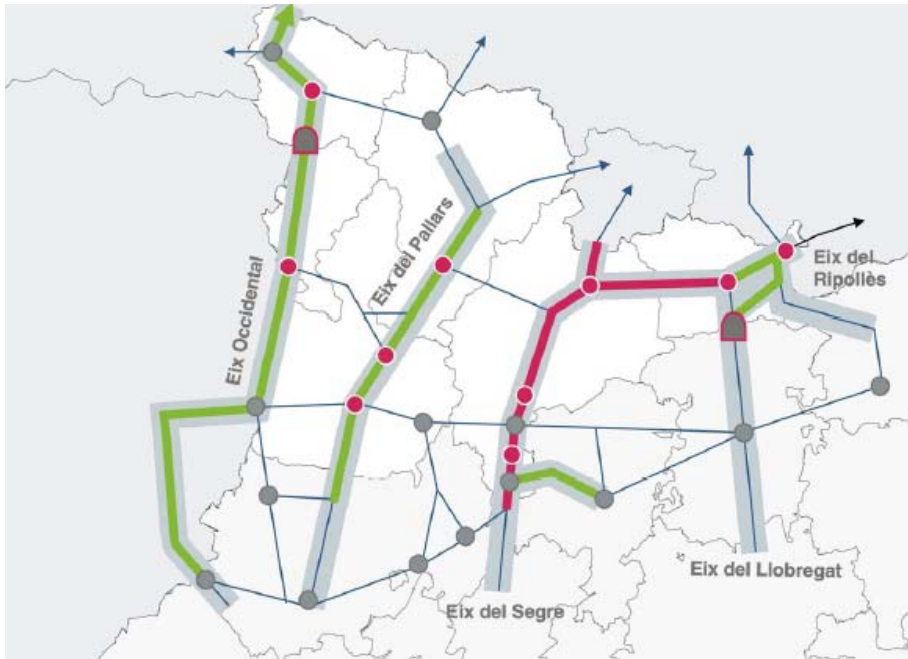 Eix Occidental
Eix del Pallars
Eix del
Ripollès
Eix del Segre
Eix del Llobregat